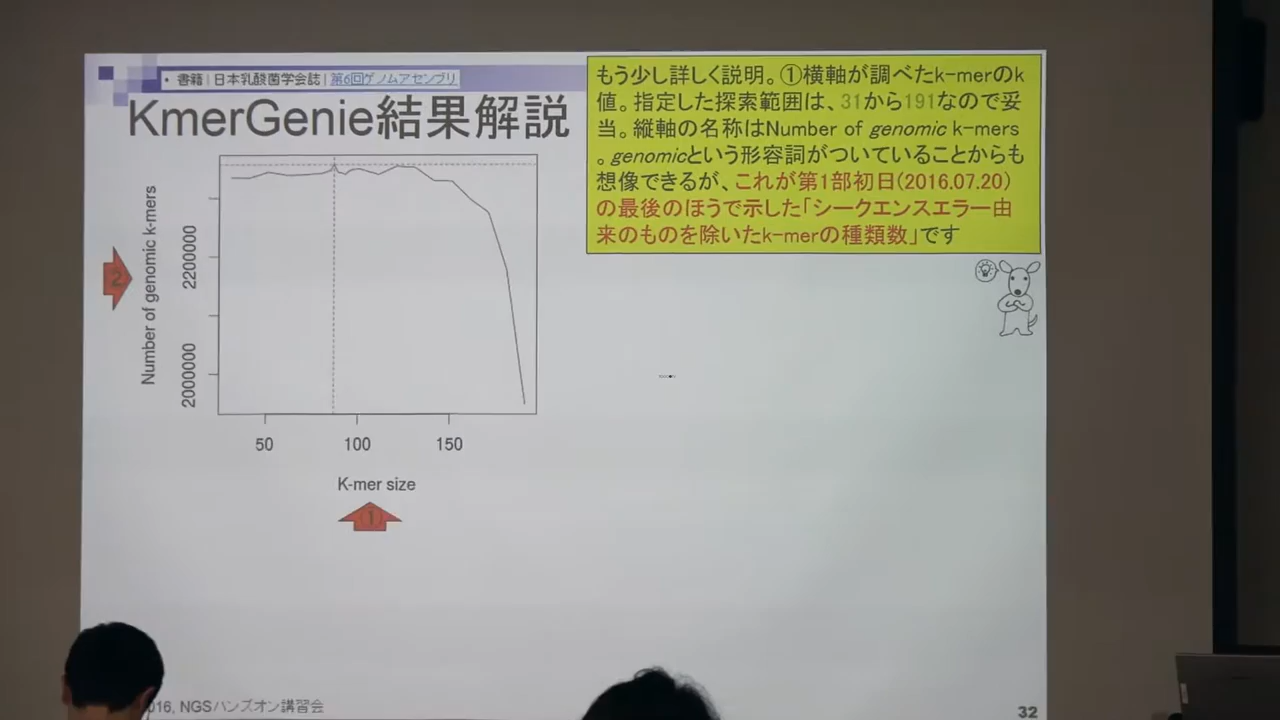 • 書籍 | 日本乳酸菌学会誌 | 第6回ゲノムアセンブリ
KmerGenie結果解説
もう少し詳しく説明。①横軸が調べたk-merのk
値。指定した探索範囲は、31から191なので妥
当。縦軸の名称はNumber of genomic k-mers
。genomicという形容詞がついていることからも
想像できるが、これが第1部初日(2016.07.20)
の最後のほうで示した「シークエンスエラー由
来のものを除いたk-merの種類数」です
②
Number of genomic k-mers
2200000
2000000
50 100 150
K-mer size
①
016, NGSハンズオン講習会
32